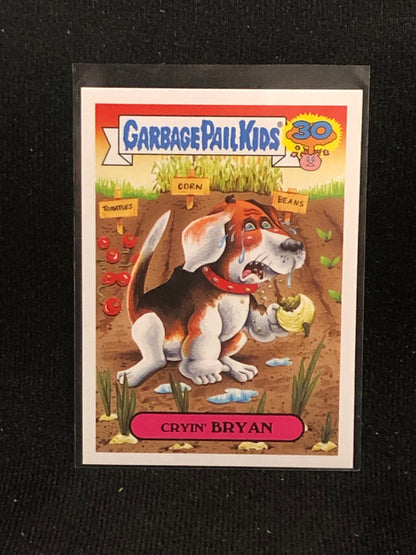 GARBAGE PAIL KIDS®
30
CORN
TOMATOES
BEANS
CRYIN' BRYAN